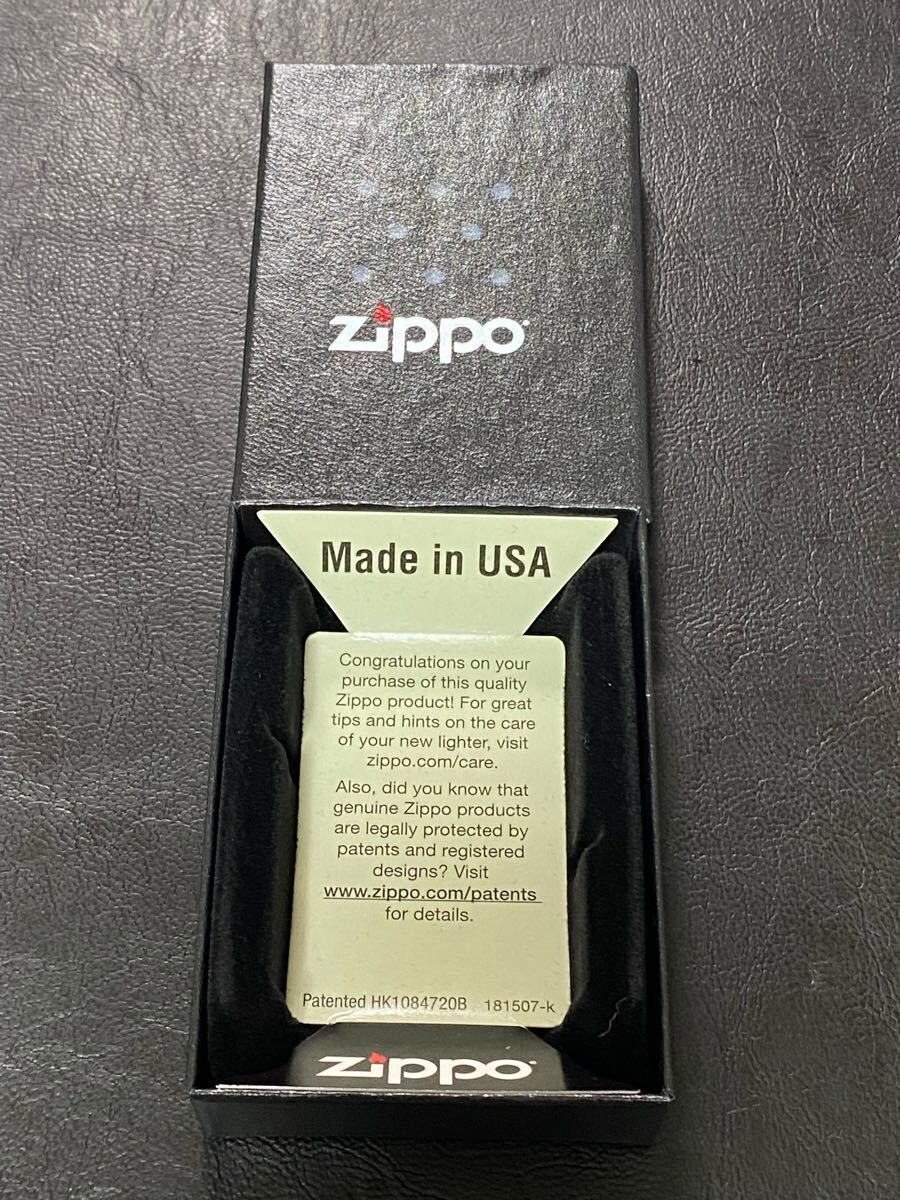 zippo
Made in USA
Congratulations on your
purchase of this quality
Zippo product! For great
tips and hints on the care
of your new lighter, visit
zippo.com/care.
Also, did you know that
genuine Zippo products
are legally protected by
patents and registered
designs? Visit
www.zippo.com/patents
for details.
Patented HK1084720B 181507-k
zippo